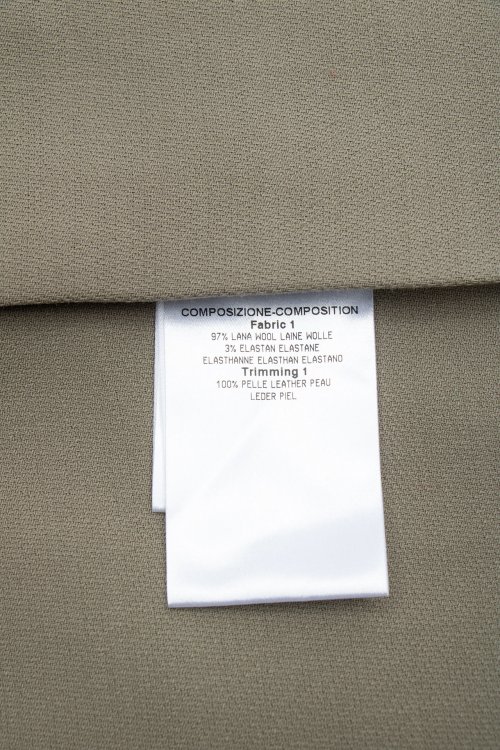 COMPOSIZIONE-COMPOSITION
Fabric 1
97% LANA WOOL LAINE WOLLE
3% ELASTAN ELASTANE
ELASTHANNE ELASTHAN ELASTANO
Trimming 1
100% PELLE LEATHER PEAU
LEDER PIEL